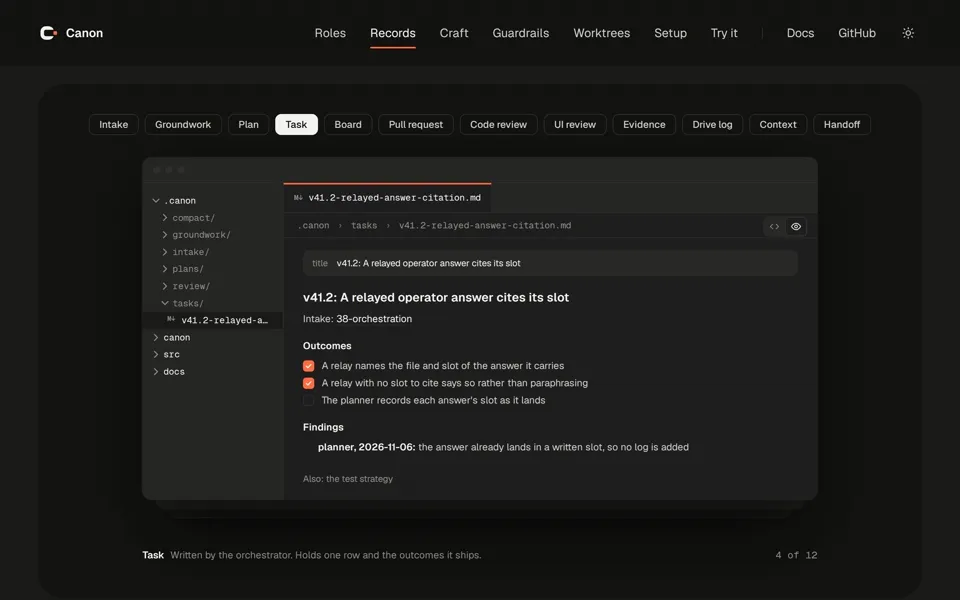 Canon
Roles Records Craft Guardrails Worktrees Setup Try it Docs GitHub
Intake Groundwork Plan Task Board Pull request Code review UI review Evidence Drive log Context Handoff
.canon
compact/
groundwork/
intake/
plans/
review/
tasks/
v41.2-relayed-a…
canon
src
docs
M↓ v41.2-relayed-answer-citation.md
.canon › tasks › v41.2-relayed-answer-citation.md
title v41.2: A relayed operator answer cites its slot
v41.2: A relayed operator answer cites its slot
Intake: 38-orchestration
Outcomes
A relay names the file and slot of the answer it carries
A relay with no slot to cite says so rather than paraphrasing
The planner records each answer's slot as it lands
Findings
planner, 2026-11-06: the answer already lands in a written slot, so no log is added
Also: the test strategy
Task Written by the orchestrator. Holds one row and the outcomes it ships.
4 of 12